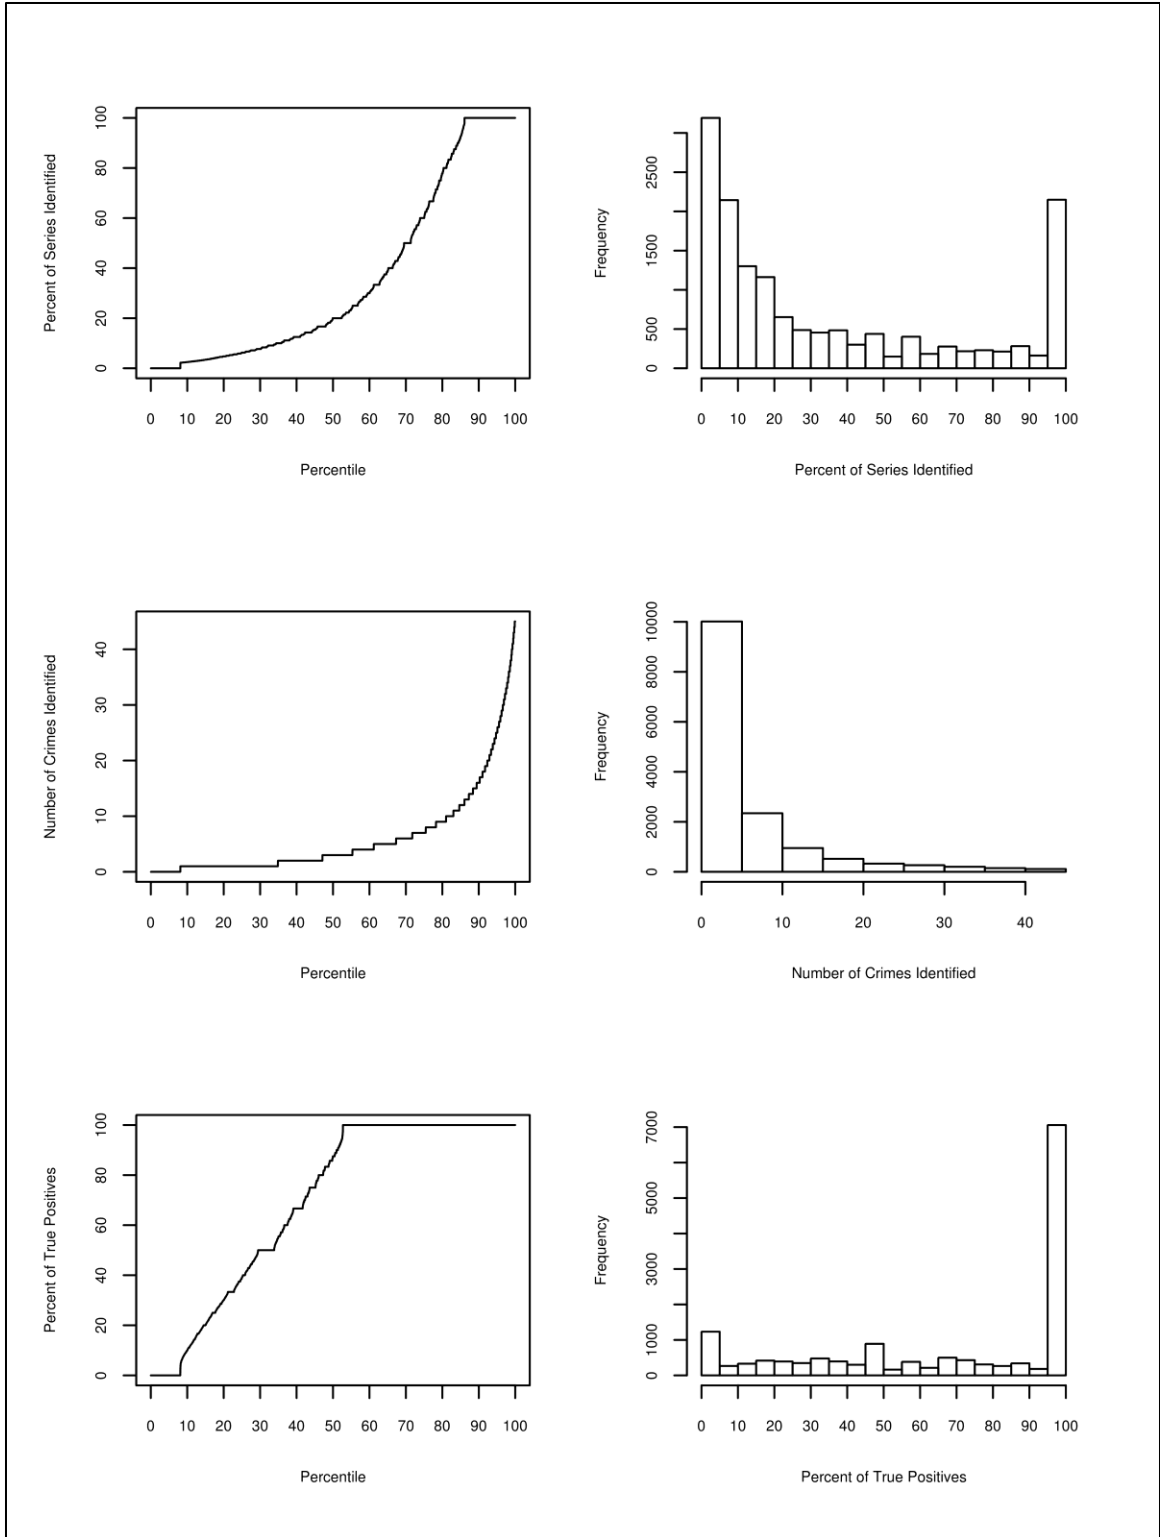 Percent of Series Identified
100
80
60
40
20
0
0 10 20 30 40 50 60 70 80 90 100
Percentile
Frequency
2500
1500
500
0
0 10 20 30 40 50 60 70 80 90 100
Percent of Series Identified
Number of Crimes Identified
40
30
20
10
0
0 10 20 30 40 50 60 70 80 90 100
Percentile
Frequency
10000
8000
6000
4000
2000
0
0 10 20 30 40
Number of Crimes Identified
Percent of True Positives
100
80
60
40
20
0
0 10 20 30 40 50 60 70 80 90 100
Percentile
Frequency
7000
5000
3000
1000
0
0 10 20 30 40 50 60 70 80 90 100
Percent of True Positives